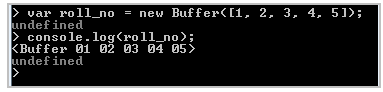 > var roll_no = new Buffer([1, 2, 3, 4, 5]);
undefined
> console.log(roll_no);
<Buffer 01 02 03 04 05>
undefined
>